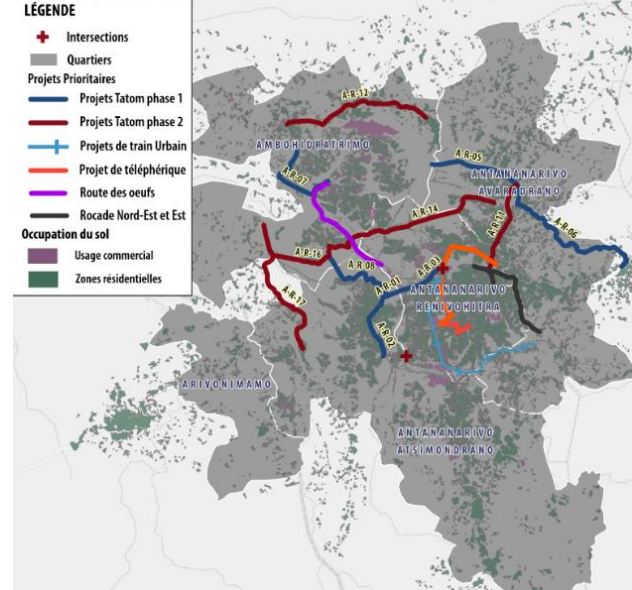 LÉGENDE
Intersections
Quartiers
Projets Prioritaires
Projets Tatom phase 1
Projets Tatom phase 2
Projets de train Urbain
Projet de téléphérique
Route des oeufs
Rocade Nord-Est et Est
Occupation du sol
Usage commercial
Zones résidentielles
A-R-12
AMBOHIDRATRIMO
A-R-05
ANTANANARIVO
AVARADRANO
A-R-07
A-R-14
A-R-11
A-R-06
A-R-16
A-R-08
A-R-03
A-R-01
ANTANANARIVO
RENIVOHITRA
A-R-17
A-R-02
ARIVONIMAMO
ANTANANARIVO
ATSIMONDRANO